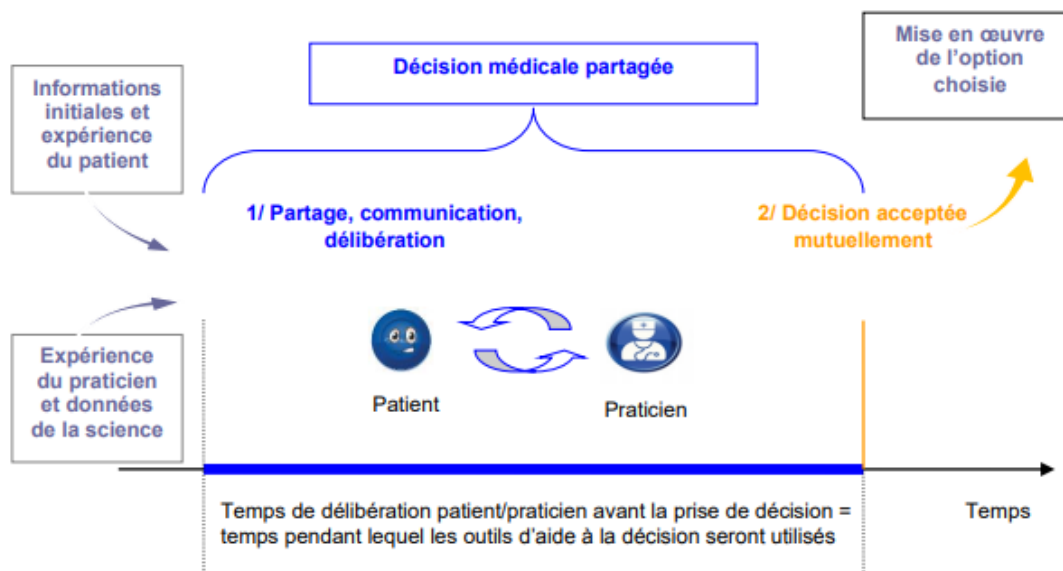 Informations
initiales et
expérience
du patient
Décision médicale partagée
Mise en œuvre
de l'option
choisie
1/ Partage, communication,
délibération
2/ Décision acceptée
mutuellement
Expérience
du praticien
et données
de la science
Patient
Praticien
Temps de délibération patient/praticien avant la prise de décision =
temps pendant lequel les outils d'aide à la décision seront utilisés
Temps